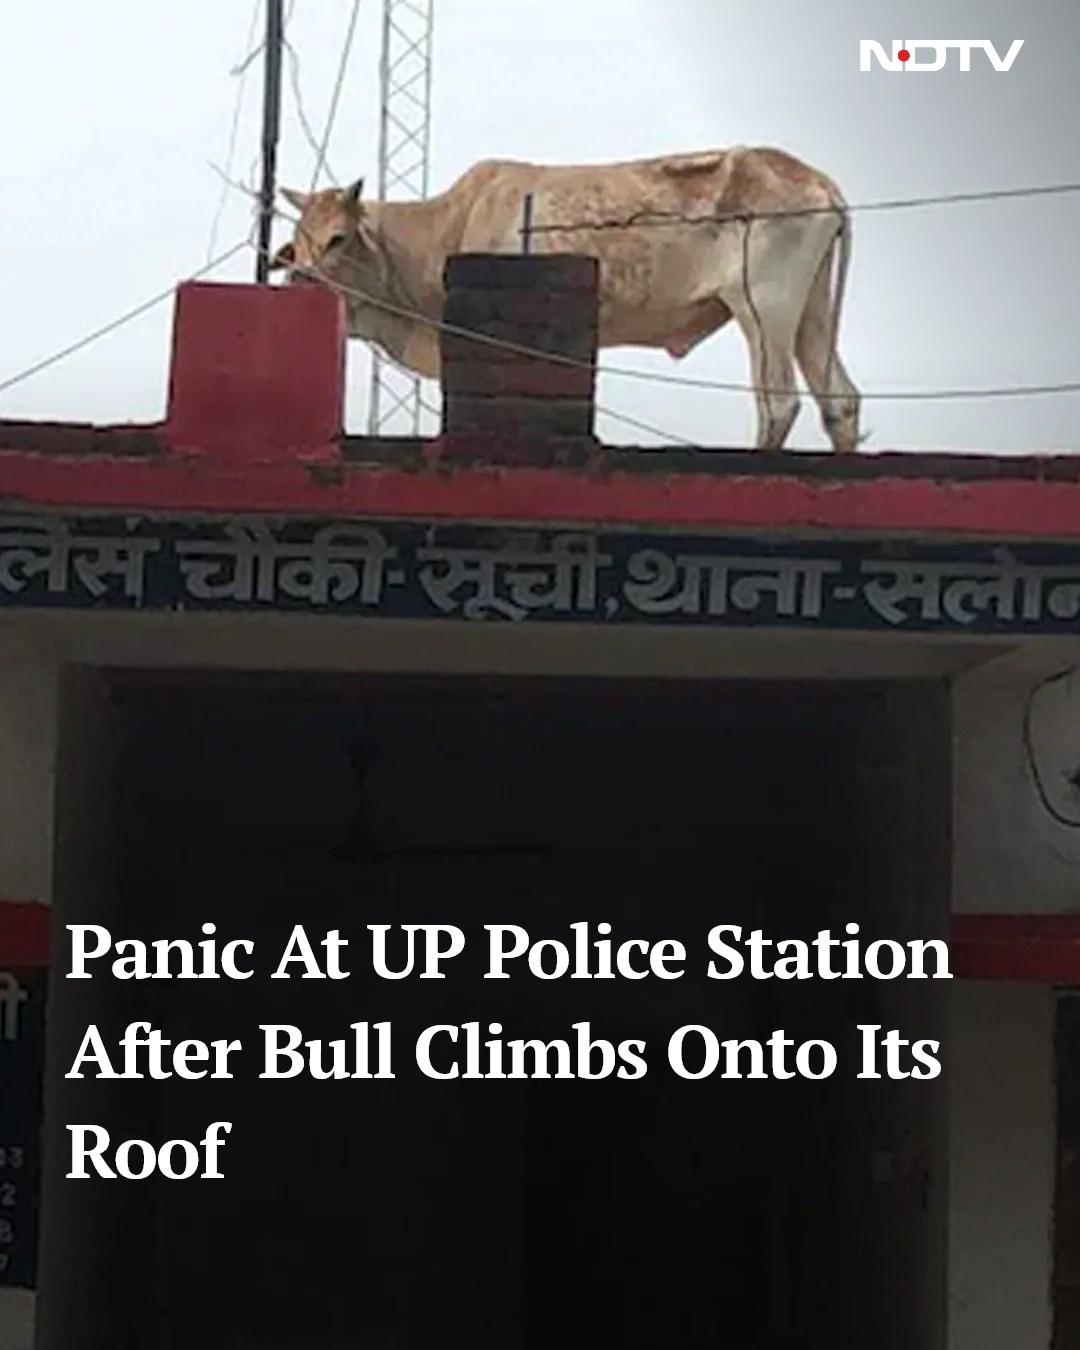 NDTV
लिस चौकी-सूची,थाना-सलोन
Panic At UP Police Station
After Bull Climbs Onto Its
Roof